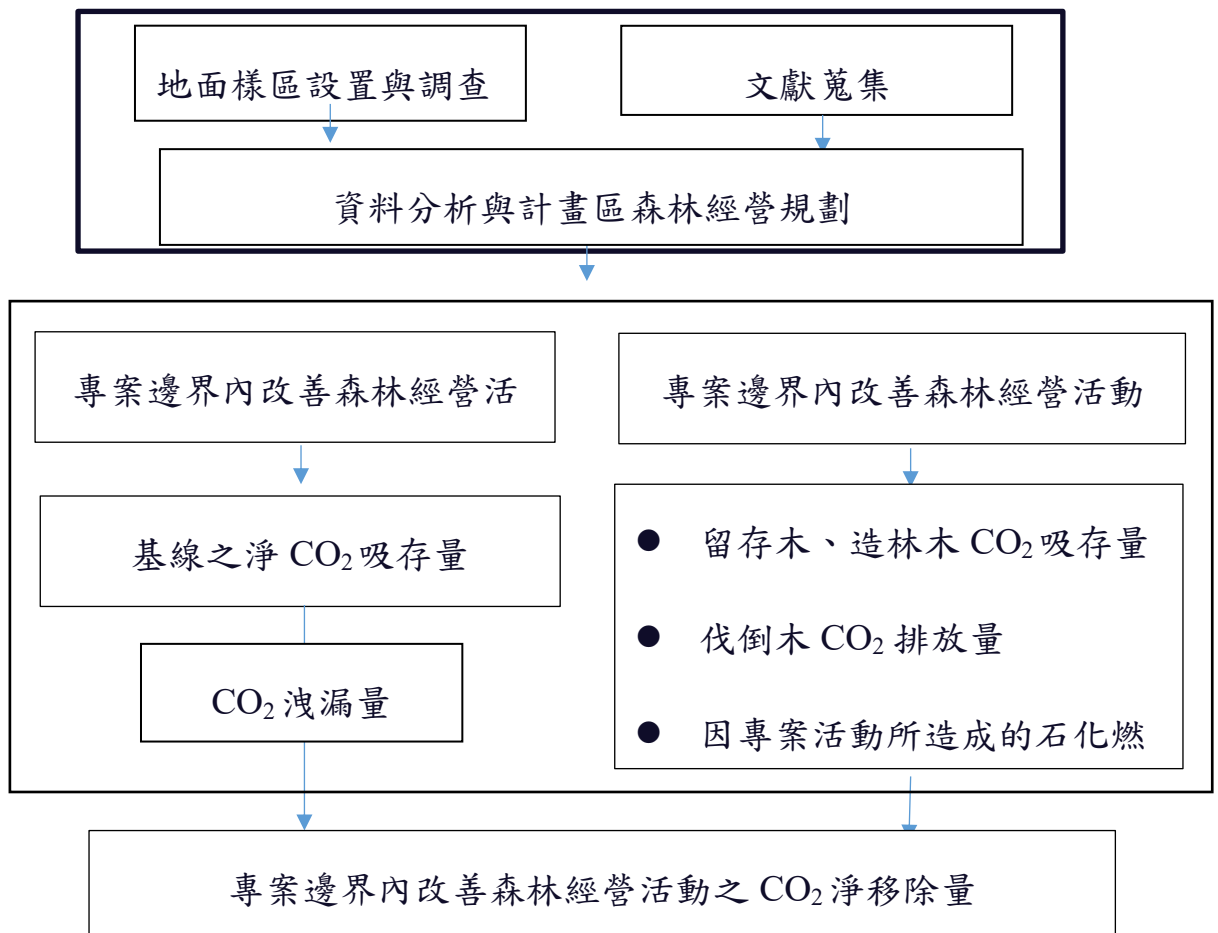 地面樣區設置與調查
文獻蒐集
資料分析與計畫區森林經營規劃
專案邊界內改善森林經營活
專案邊界內改善森林經營活動
基線之淨 CO₂ 吸存量
CO₂ 洩漏量
● 留存木、造林木 CO₂ 吸存量
● 伐倒木 CO₂ 排放量
● 因專案活動所造成的石化燃
專案邊界內改善森林經營活動之 CO₂ 淨移除量